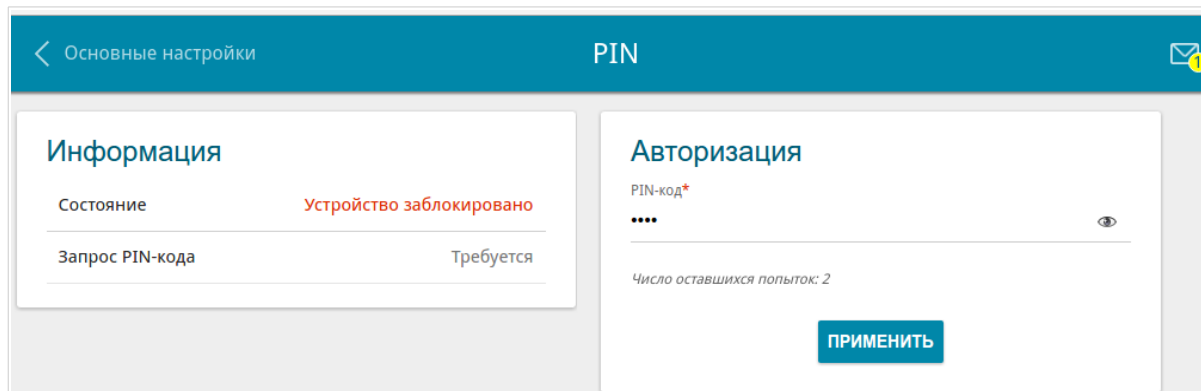 Основные настройки
PIN
1
Информация
Состояние Устройство заблокировано
Запрос PIN-кода Требуется
Авторизация
PIN-код*
••••
Число оставшихся попыток: 2
ПРИМЕНИТЬ